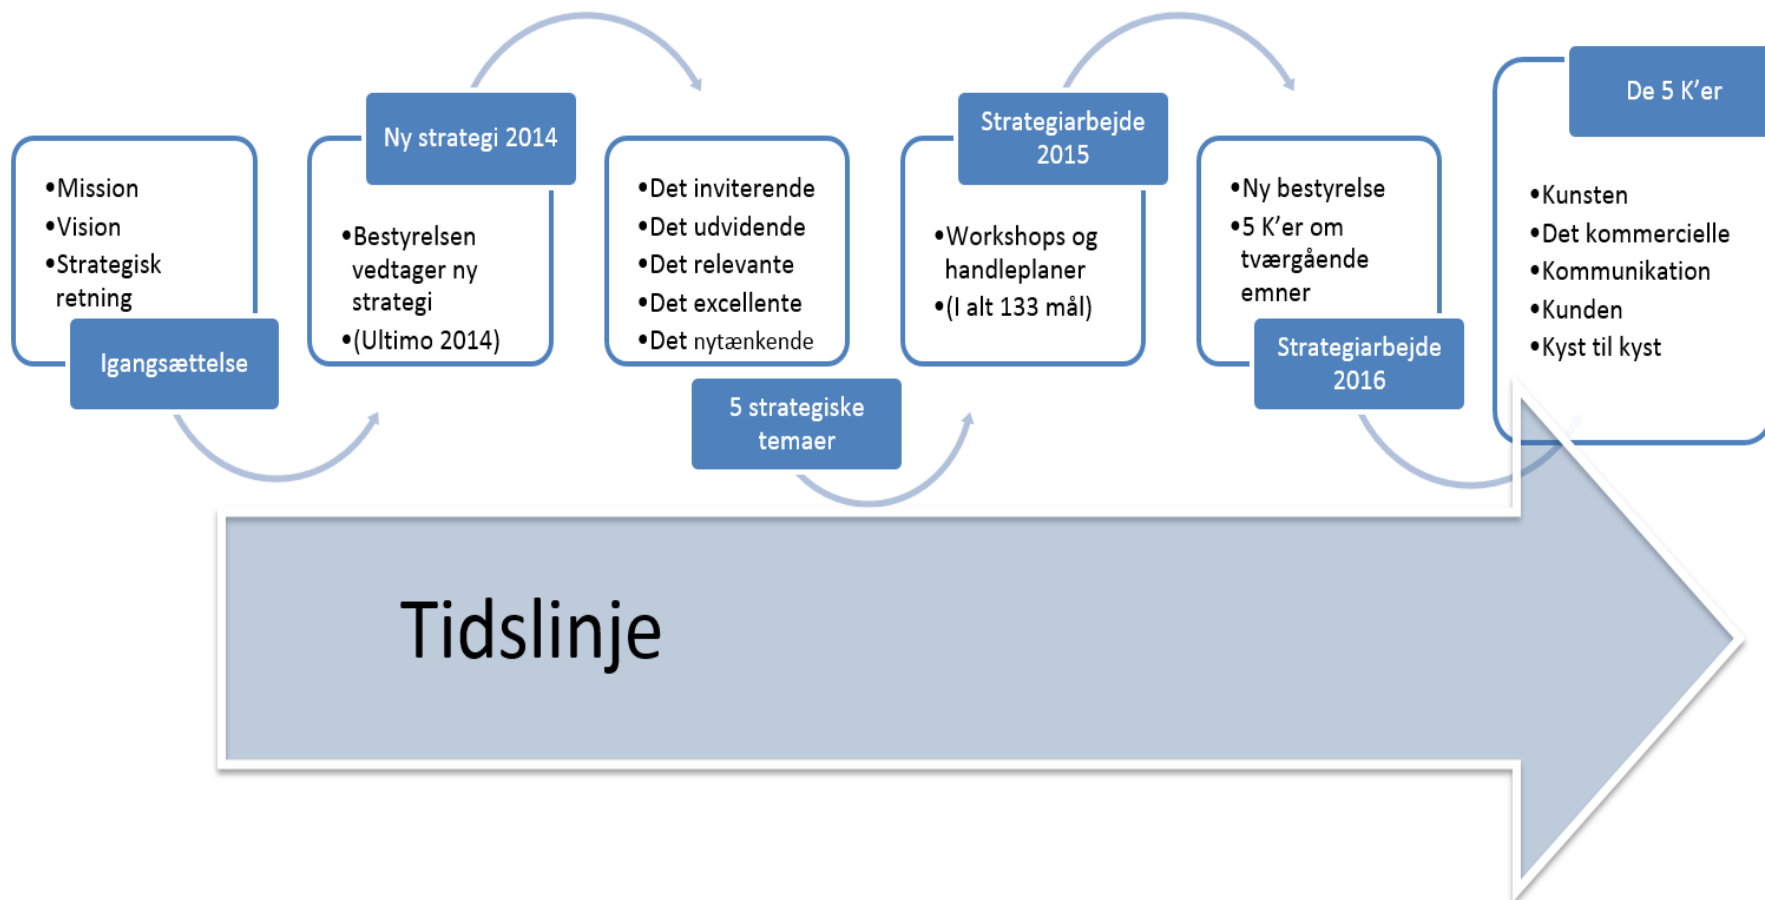 •Mission
•Vision
•Strategisk
retning
Igangsættelse
Ny strategi 2014
•Bestyrelsen
vedtager ny
strategi
•(Ultimo 2014)
•Det inviterende
•Det udvidende
•Det relevante
•Det excellente
•Det nytænkende
5 strategiske
temaer
Strategiarbejde
2015
•Workshops og
handleplaner
•(I alt 133 mål)
•Ny bestyrelse
•5 K’er om
tværgående
emner
Strategiarbejde
2016
De 5 K’er
•Kunsten
•Det kommercielle
•Kommunikation
•Kunden
•Kyst til kyst
Tidslinje